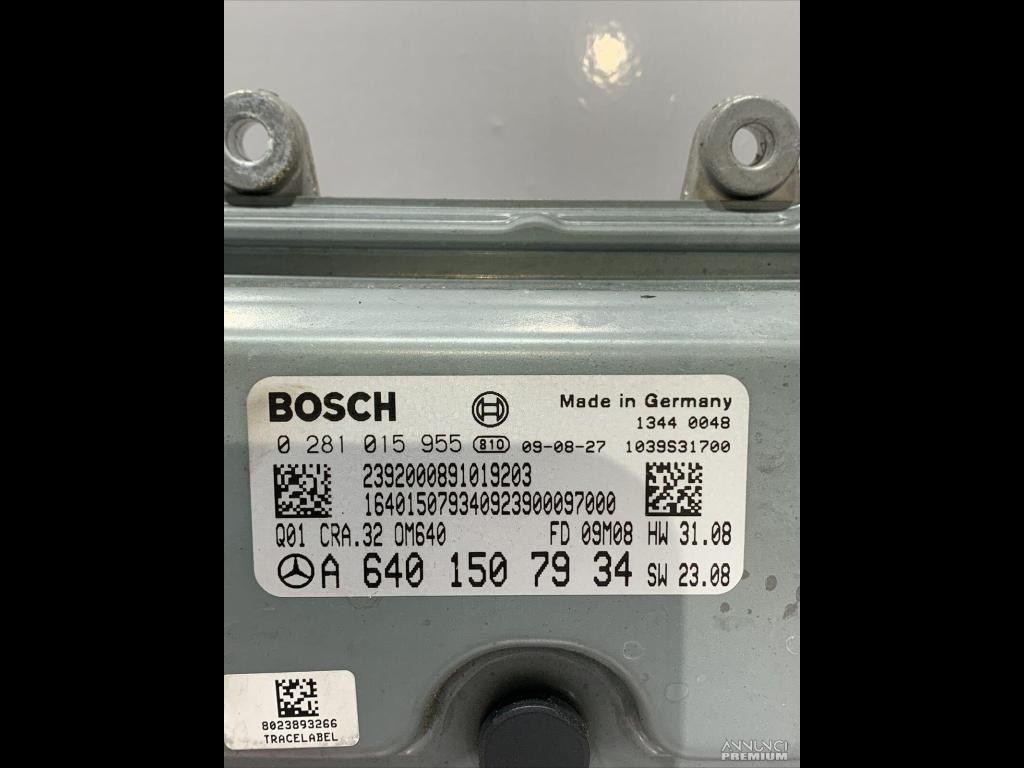 BOSCH Made in Germany
1344 0048
0 281 015 955 810 09-08-27 1039S31700
2392000891019203
16401507934092390097000
Q01 CRA.32 OM640 FD 09M08 HW 31.08
A 640 150 79 34 SW 23.08
8023893266
TRACELABEL
ANNUNCI
PREMIUM